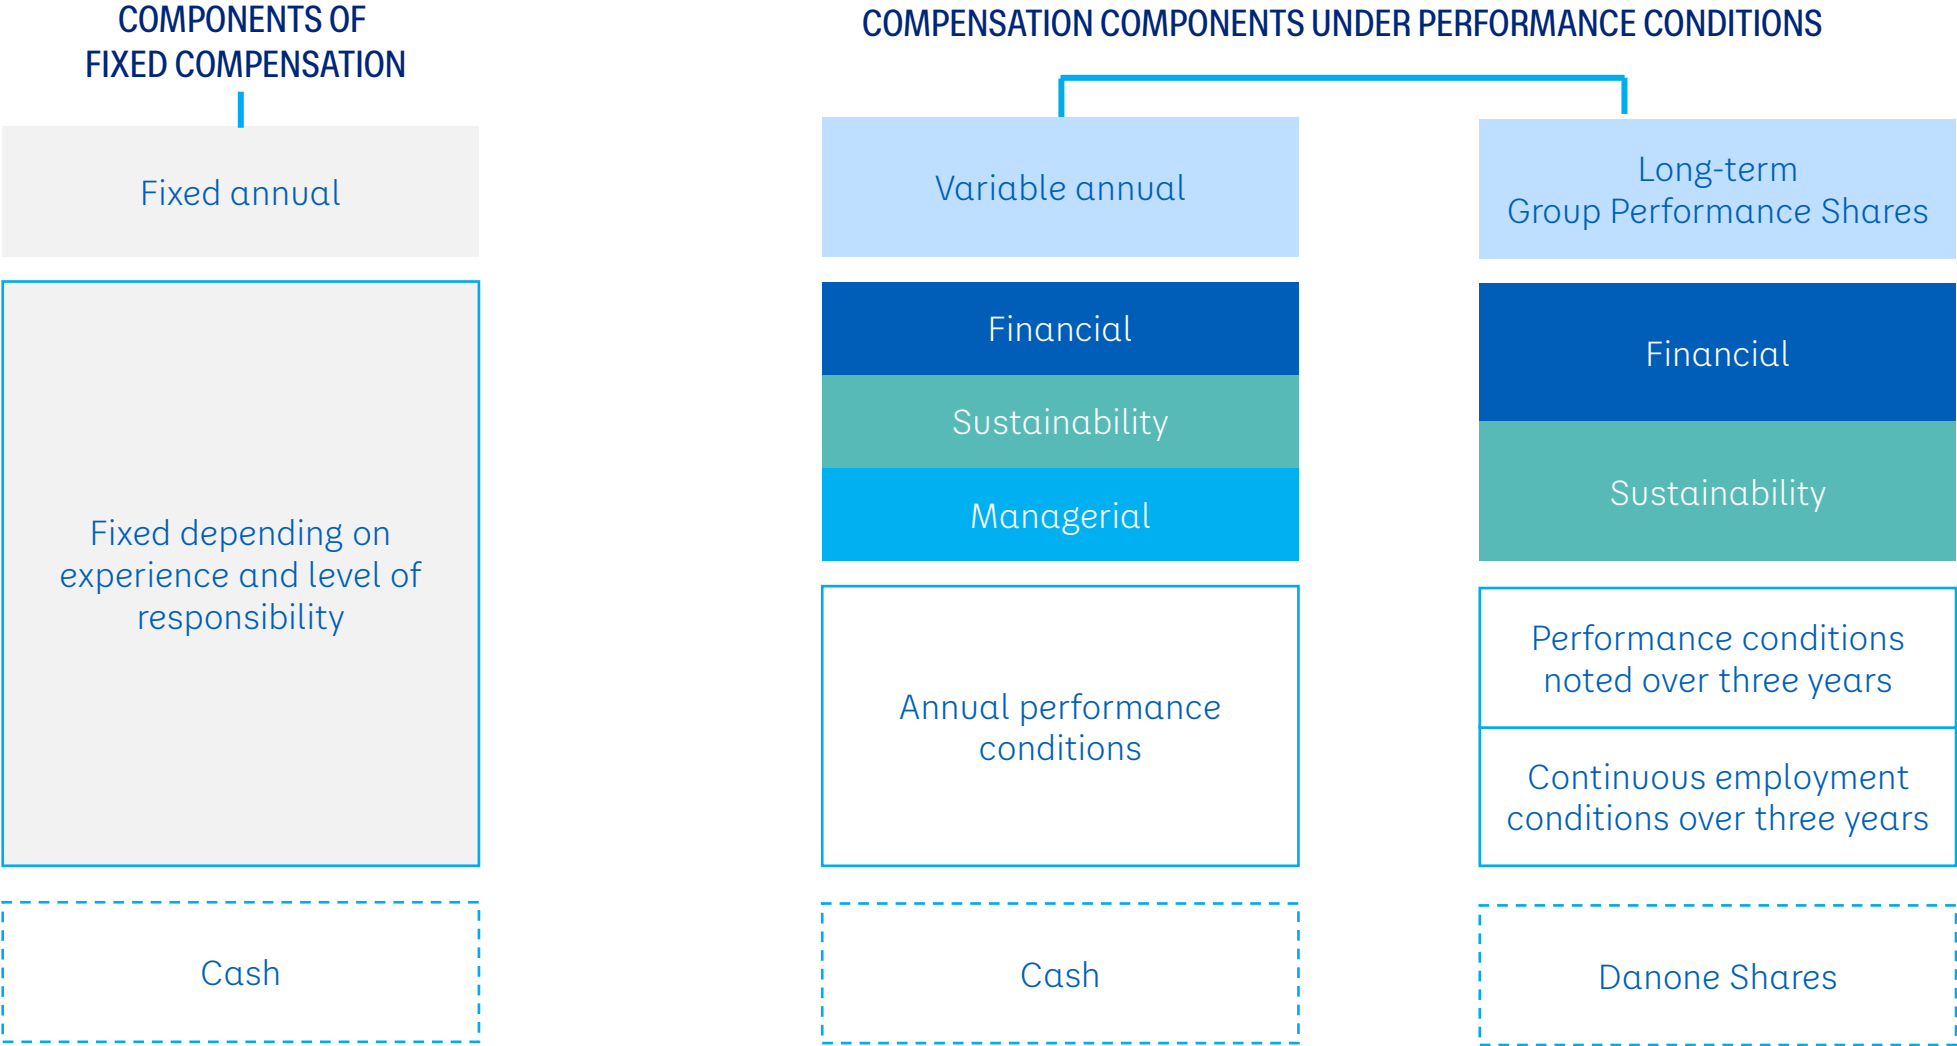 COMPONENTS OF
FIXED COMPENSATION
Fixed annual
Fixed depending on
experience and level of
responsibility
Cash
COMPENSATION COMPONENTS UNDER PERFORMANCE CONDITIONS
Variable annual
Financial
Sustainability
Managerial
Annual performance
conditions
Cash
Long-term
Group Performance Shares
Financial
Sustainability
Performance conditions
noted over three years
Continuous employment
conditions over three years
Danone Shares